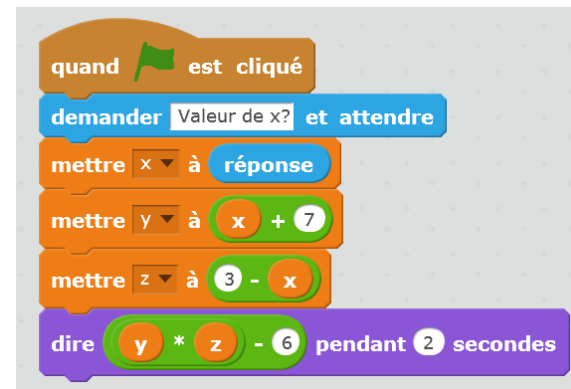 quand est cliqué
demander Valeur de x? et attendre
mettre x à réponse
mettre y à x + 7
mettre z à 3 - x
dire y * z - 6 pendant 2 secondes